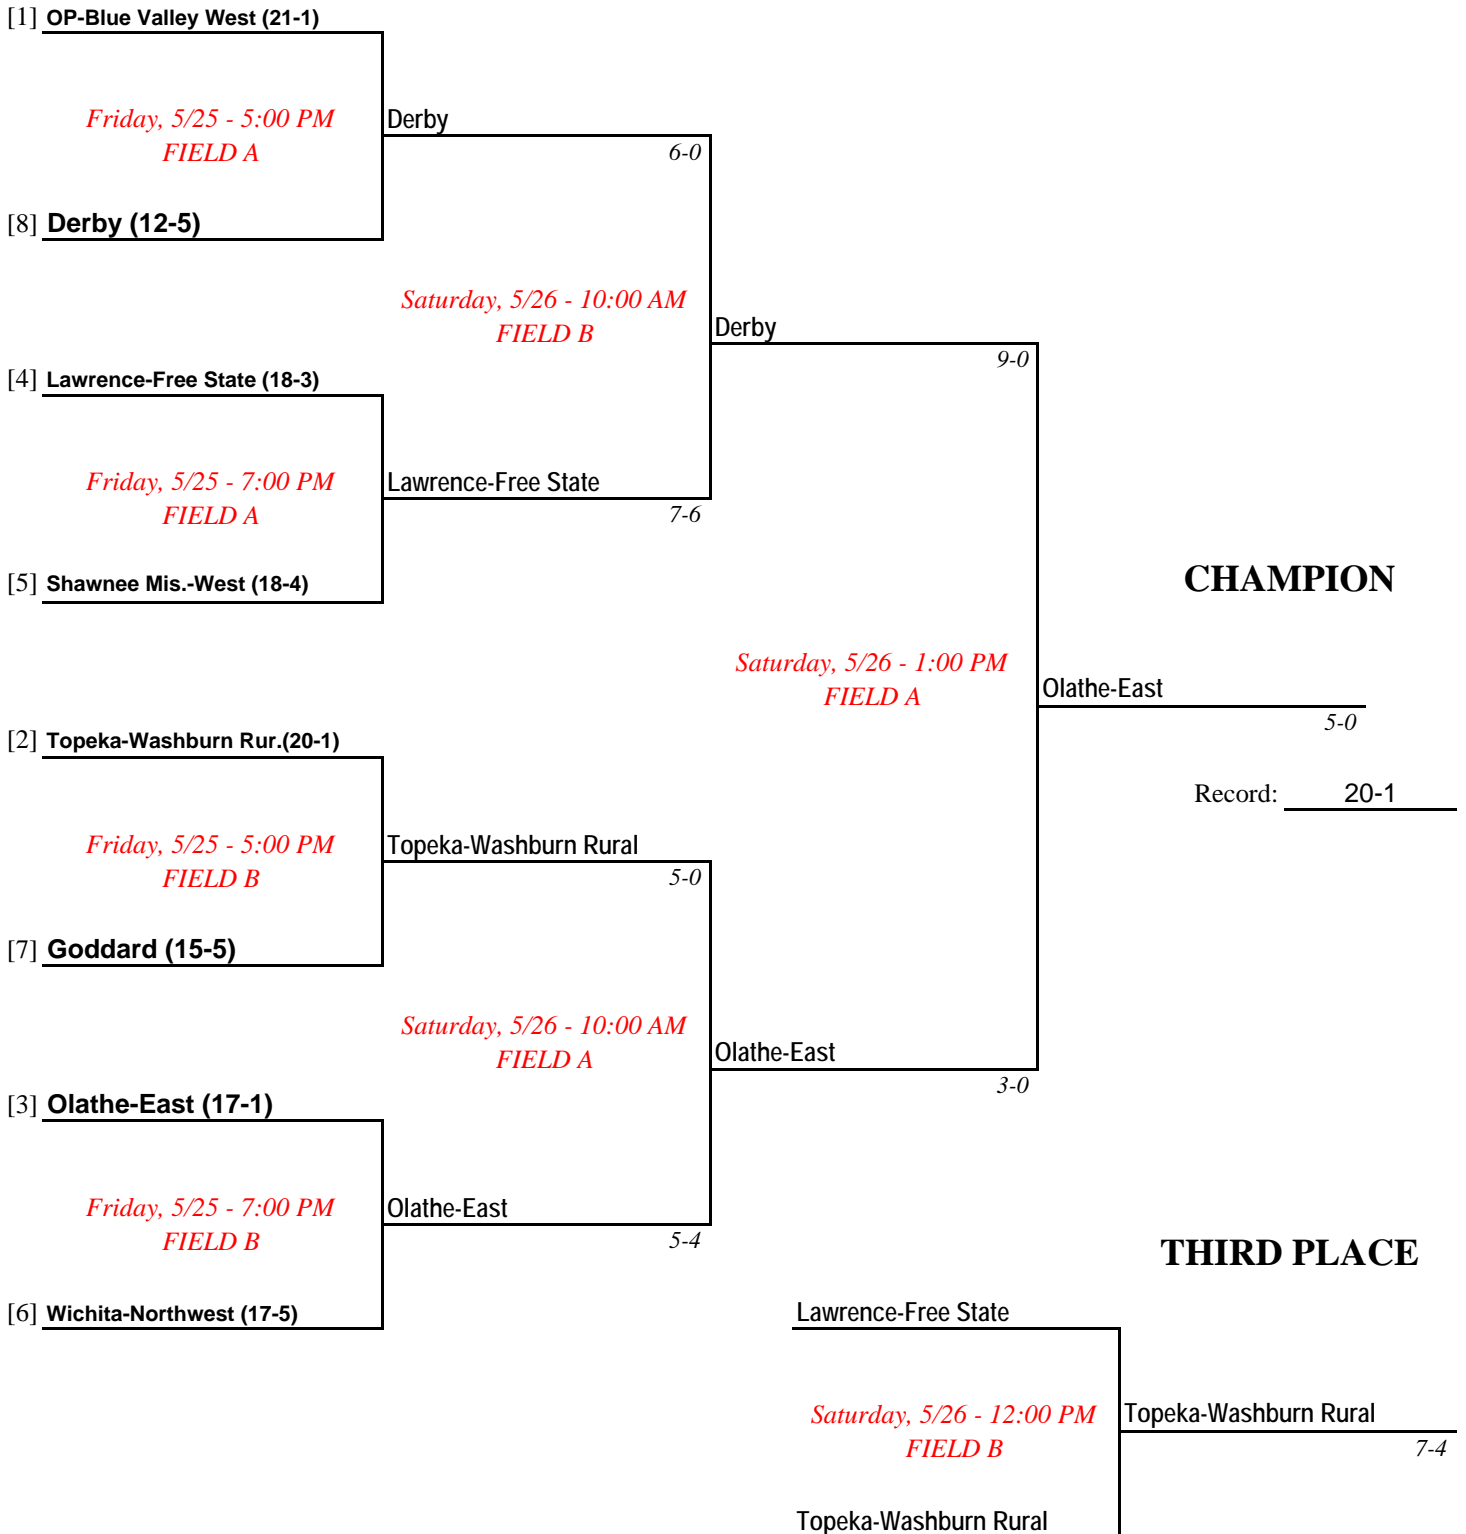 [1] OP-Blue Valley West (21-1)
Friday, 5/25 - 5:00 PM
FIELD A
Derby
6-0
[8] Derby (12-5)
Saturday, 5/26 - 10:00 AM
FIELD B
Derby
9-0
[4] Lawrence-Free State (18-3)
Friday, 5/25 - 7:00 PM
FIELD A
Lawrence-Free State
7-6
[5] Shawnee Mis.-West (18-4)
CHAMPION
Saturday, 5/26 - 1:00 PM
FIELD A
Olathe-East
5-0
Record: 20-1
[2] Topeka-Washburn Rur.(20-1)
Friday, 5/25 - 5:00 PM
FIELD B
Topeka-Washburn Rural
5-0
[7] Goddard (15-5)
Saturday, 5/26 - 10:00 AM
FIELD A
Olathe-East
3-0
[3] Olathe-East (17-1)
Friday, 5/25 - 7:00 PM
FIELD B
Olathe-East
5-4
[6] Wichita-Northwest (17-5)
THIRD PLACE
Lawrence-Free State
Saturday, 5/26 - 12:00 PM
FIELD B
Topeka-Washburn Rural
7-4
Topeka-Washburn Rural